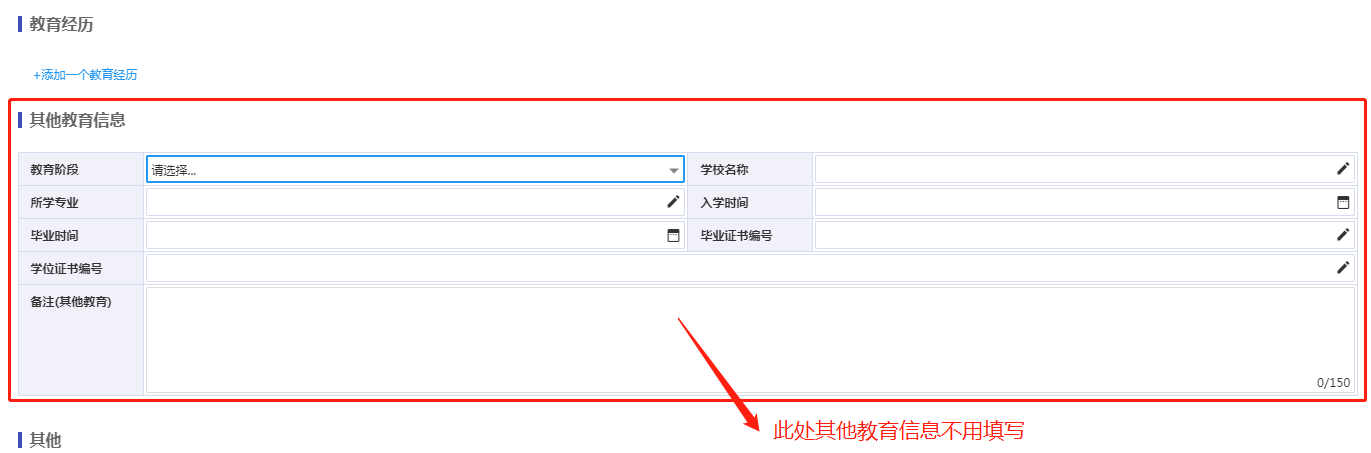 教育经历
+添加一个教育经历
其他教育信息
教育阶段 请选择... 学校名称
所学专业 入学时间
毕业时间 毕业证书编号
学位证书编号
备注(其他教育)
0/150
此处其他教育信息不用填写
其他